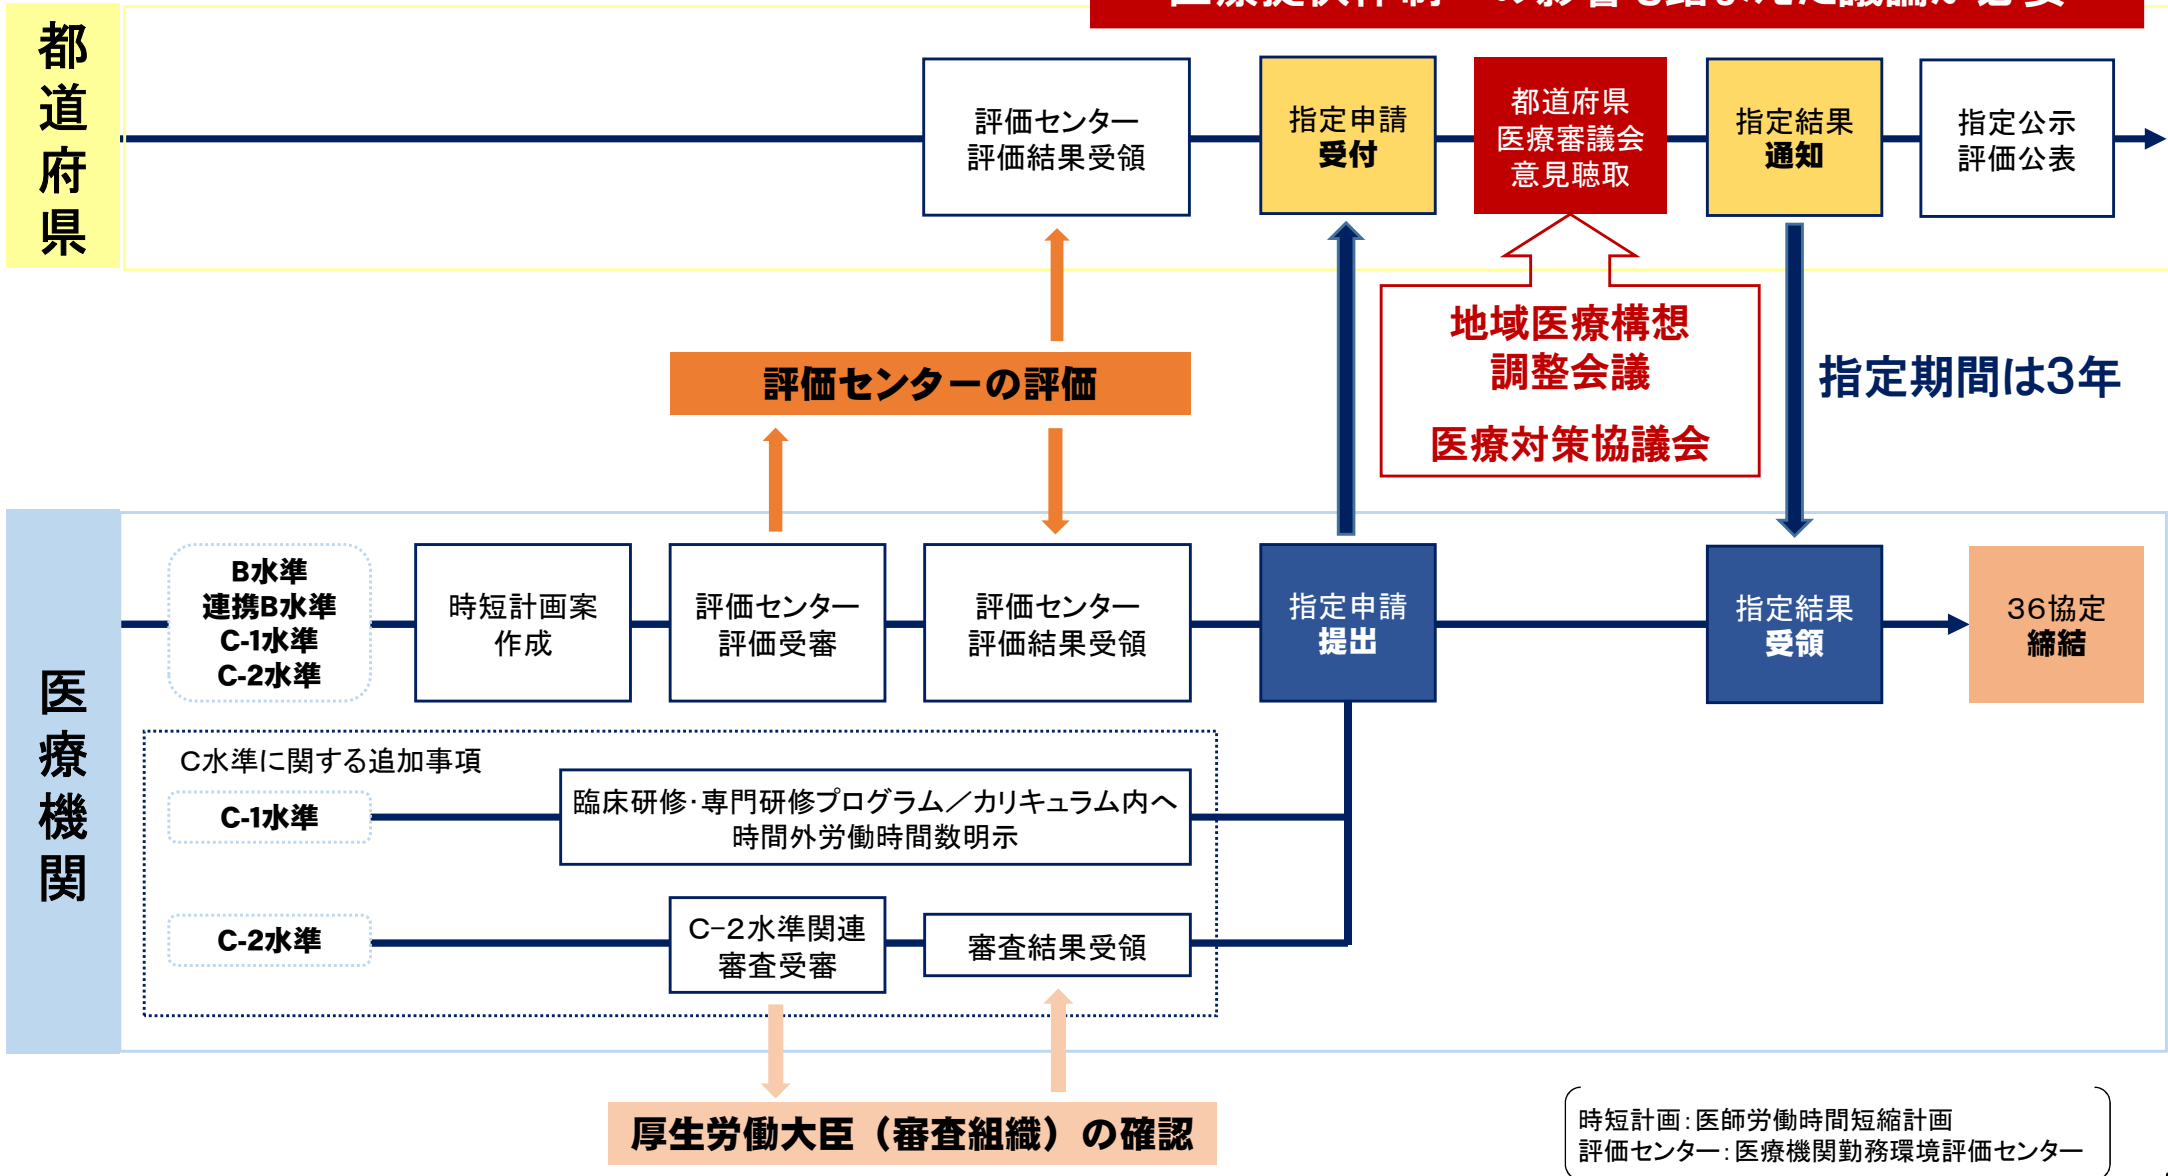 都道府県
評価センター
評価結果受領
指定申請
受付
都道府県
医療審議会
意見聴取
指定結果
通知
指定公示
評価公表
評価センターの評価
地域医療構想
調整会議
医療対策協議会
指定期間は3年
医療機関
B水準
連携B水準
C-1水準
C-2水準
時短計画案
作成
評価センター
評価受審
評価センター
評価結果受領
指定申請
提出
指定結果
受領
36協定
締結
C水準に関する追加事項
C-1水準
臨床研修・専門研修プログラム／カリキュラム内へ
時間外労働時間数明示
C-2水準
C-2水準関連
審査受審
審査結果受領
厚生労働大臣（審査組織）の確認
時短計画：医師労働時間短縮計画
評価センター：医療機関勤務環境評価センター